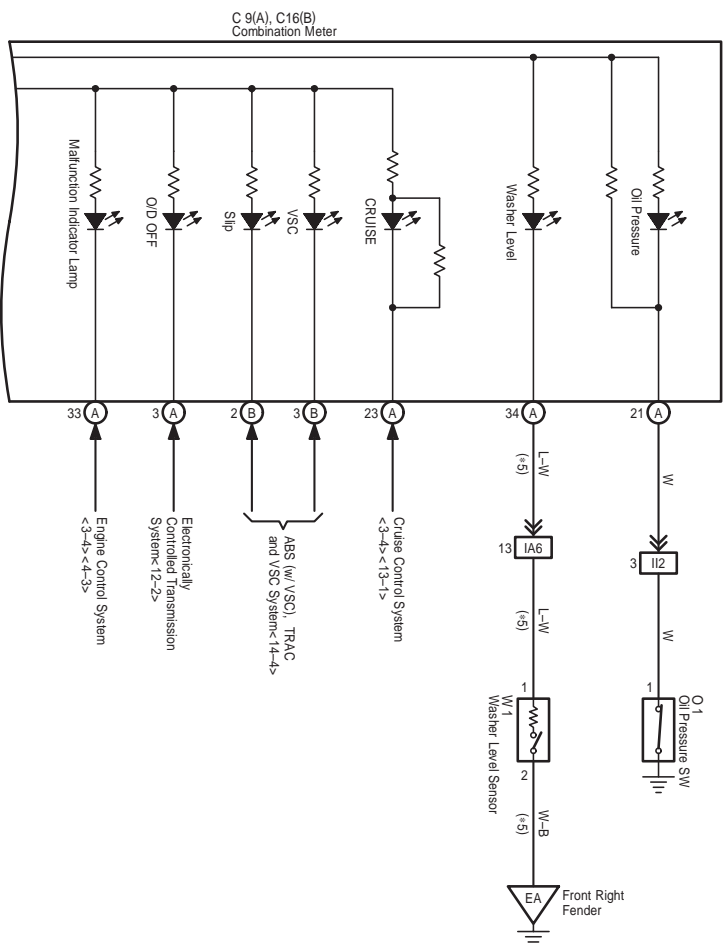 C 9(A), C16(B)
Combination Meter
Malfunction Indicator Lamp
O/D OFF
Slip
VSC
CRUISE
Washer Level
Oil Pressure
33 A
3 A
2 B
3 B
23 A
34 A
21 A
Engine Control System
<3–4><4–3>
Electronically
Controlled Transmission
System<12–2>
ABS (w/ VSC), TRAC
and VSC System<14–4>
Cruise Control System
<3–4><13–1>
L–W
(*5)
W
13 IA6
3 II2
L–W
(*5)
W
1
W 1
Washer Level Sensor
2
1
O 1
Oil Pressure SW
W–B
(*5)
EA
Front Right
Fender